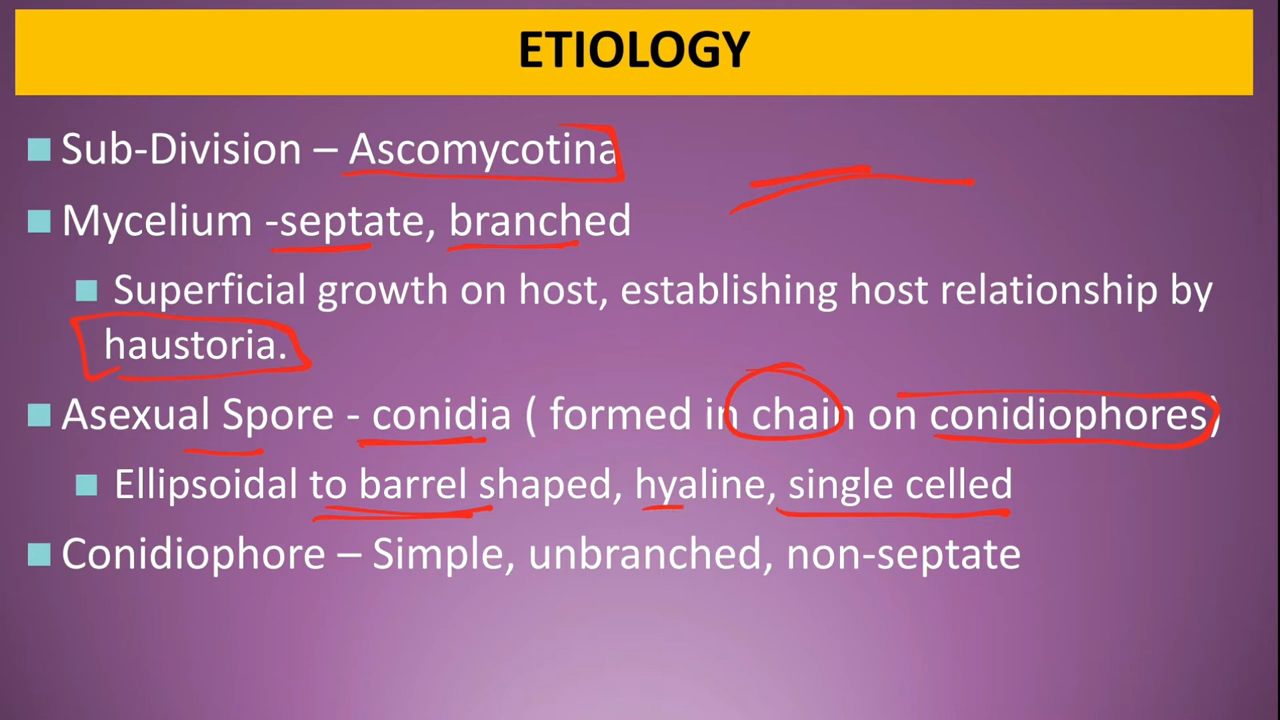 ETIOLOGY
Sub-Division – Ascomycotina
Mycelium -septate, branched
Superficial growth on host, establishing host relationship by
haustoria.
Asexual Spore - conidia ( formed in chain on conidiophores)
Ellipsoidal to barrel shaped, hyaline, single celled
Conidiophore – Simple, unbranched, non-septate